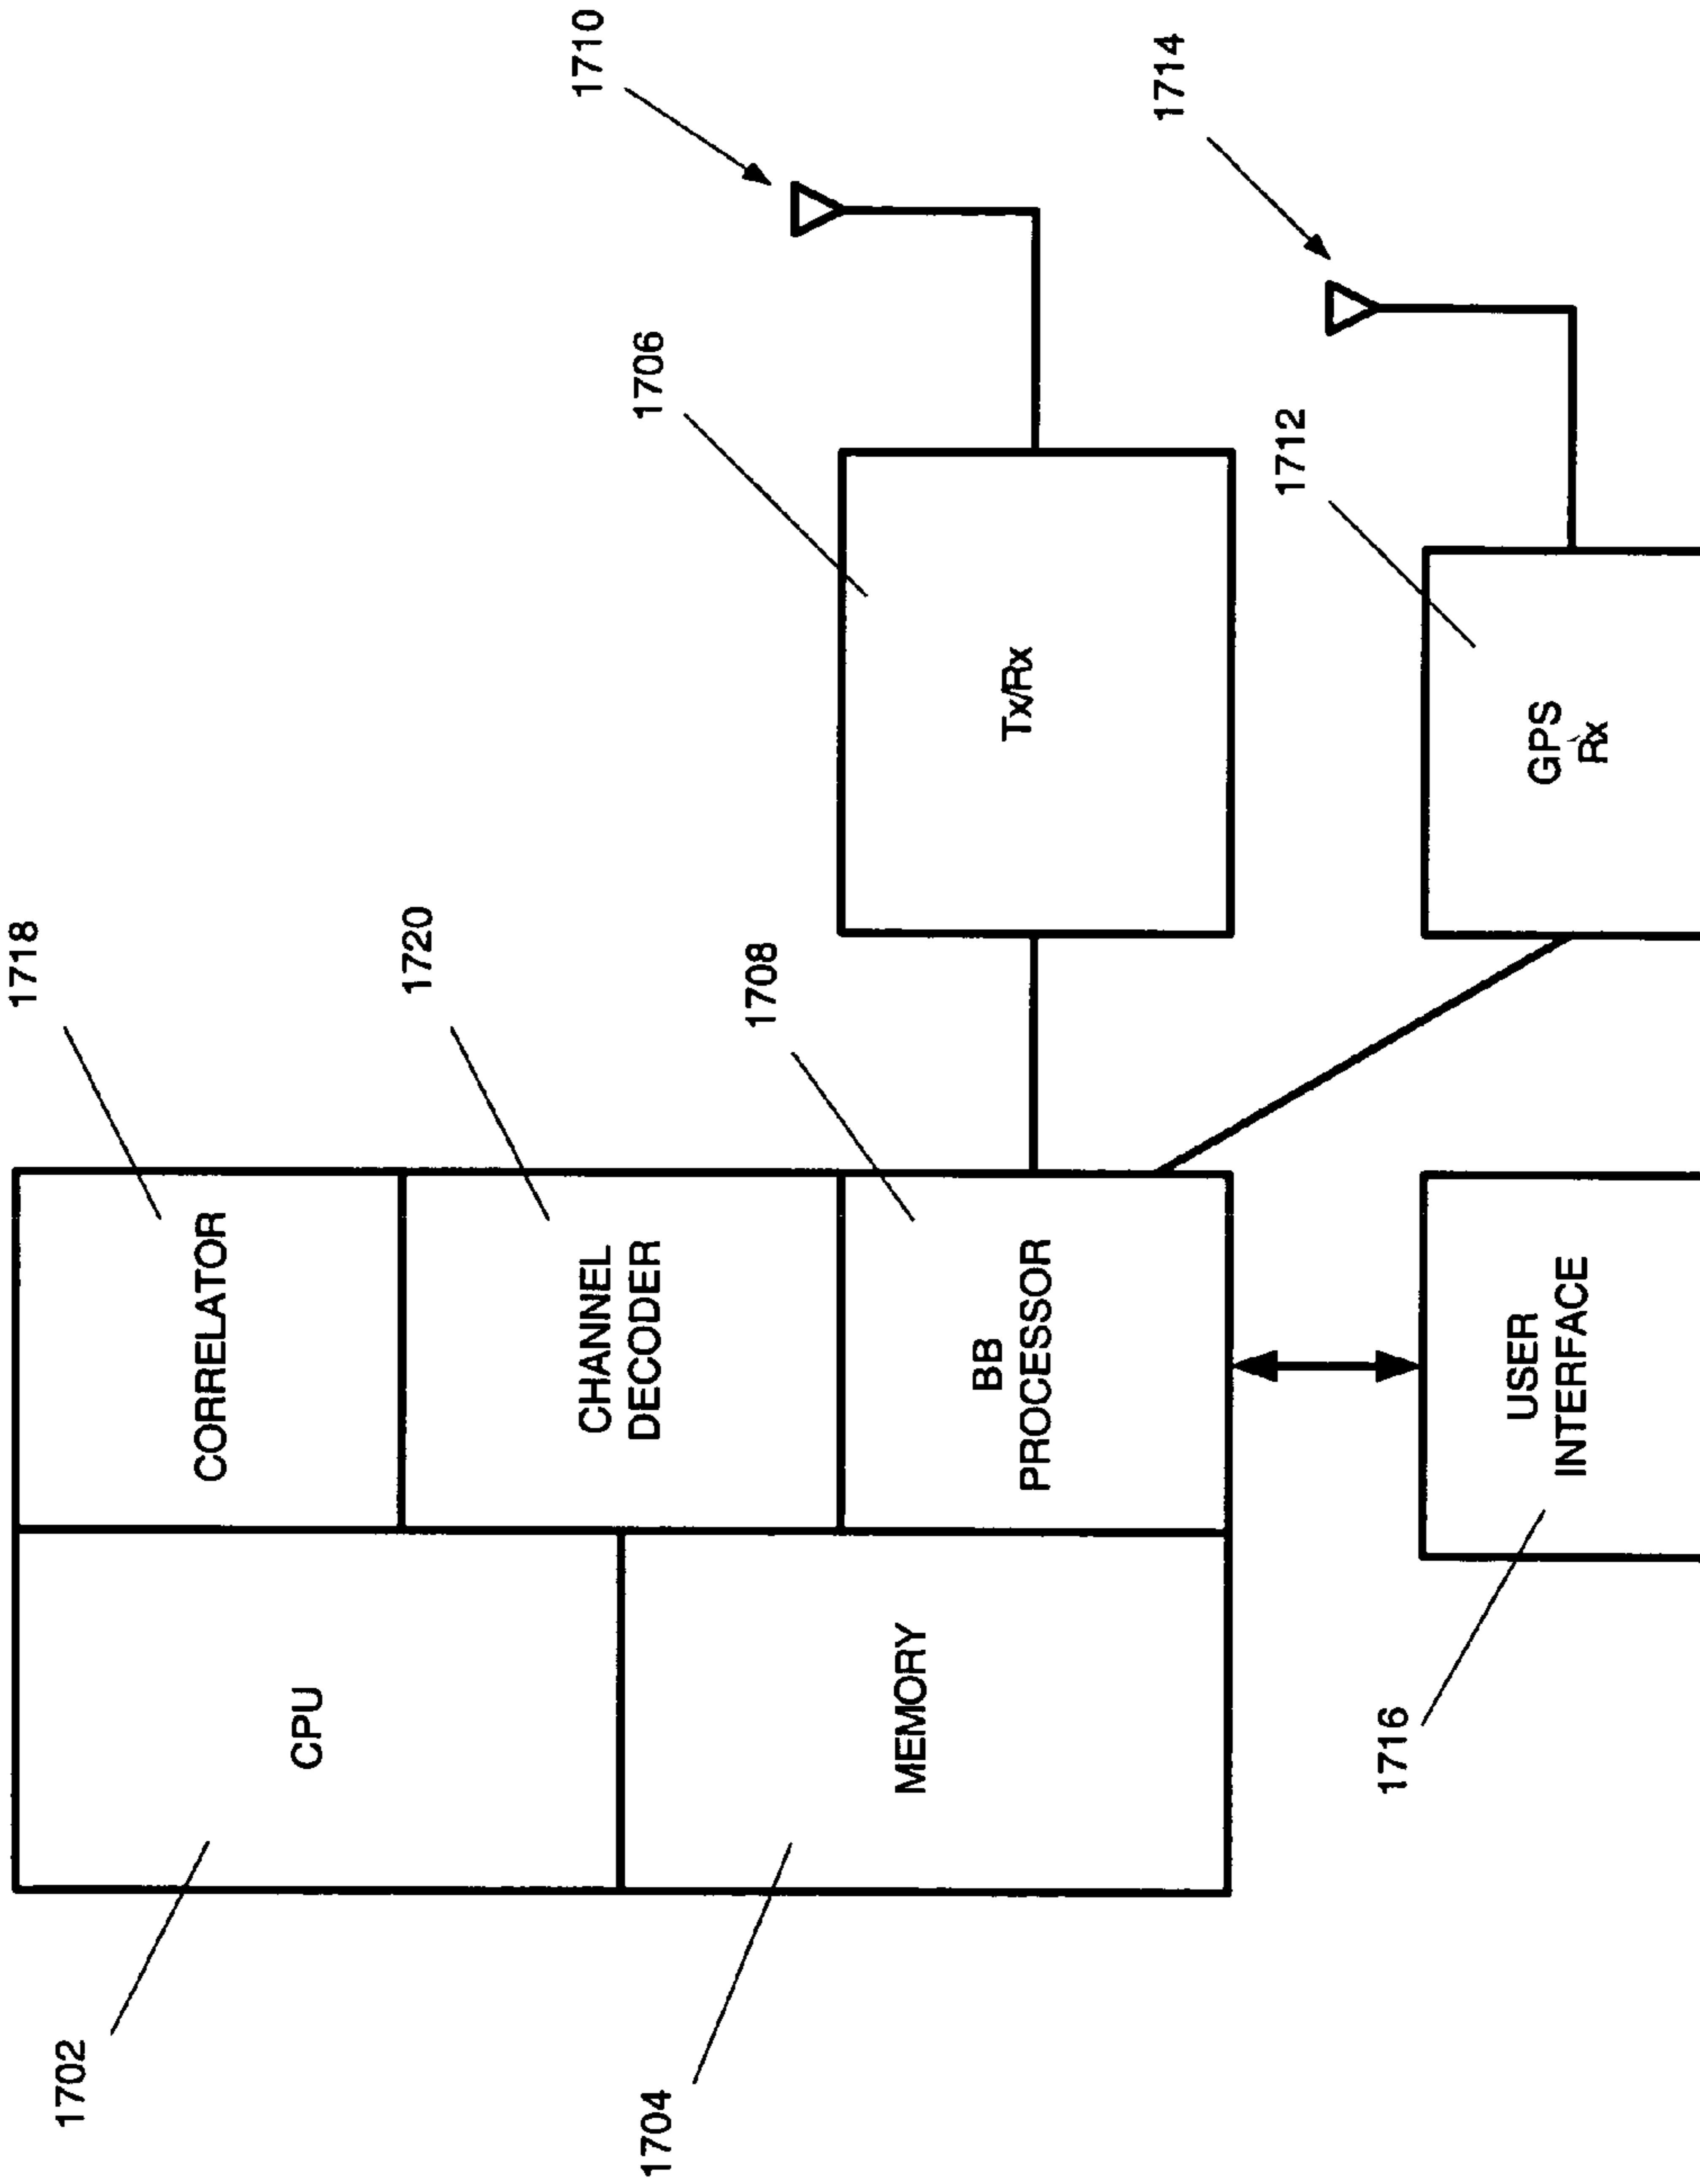 1702
CPU
1704
MEMORY
1716
USER
INTERFACE
1718
CORRELATOR
1720
CHANNEL
DECODER
1708
BB
PROCESSOR
1706
Tx/Rx
1712
GPS
Rx
1710
1714